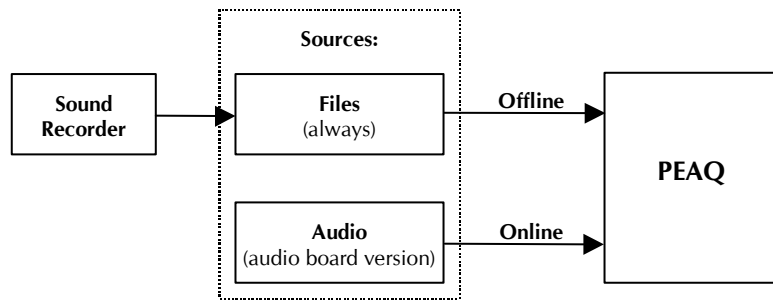 Sources:
Sound
Recorder
Files
(always)
Offline
PEAQ
Audio
(audio board version)
Online